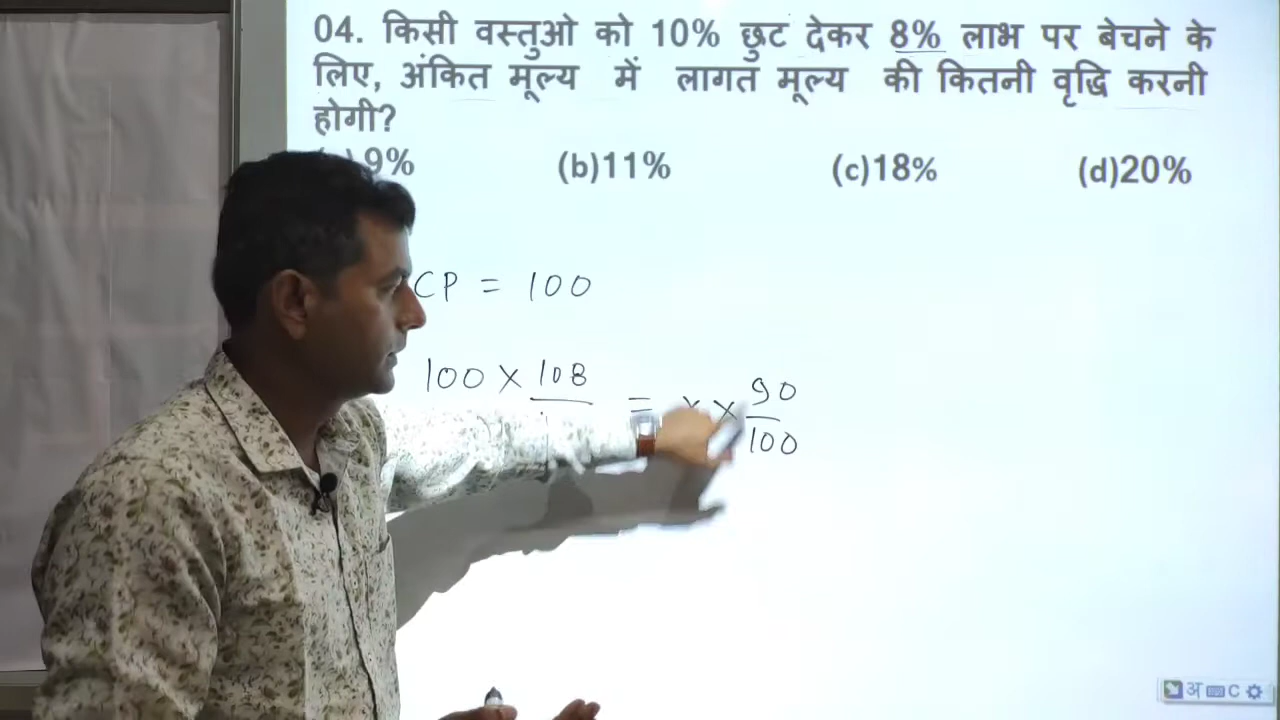 04. किसी वस्तुओ को 10% छुट देकर 8% लाभ पर बेचने के
लिए, अंकित मूल्य में लागत मूल्य की कितनी वृद्धि करनी
होगी?
9% (b)11% (c)18% (d)20%
CP = 100
100 × 108 = × 90
100
अ C